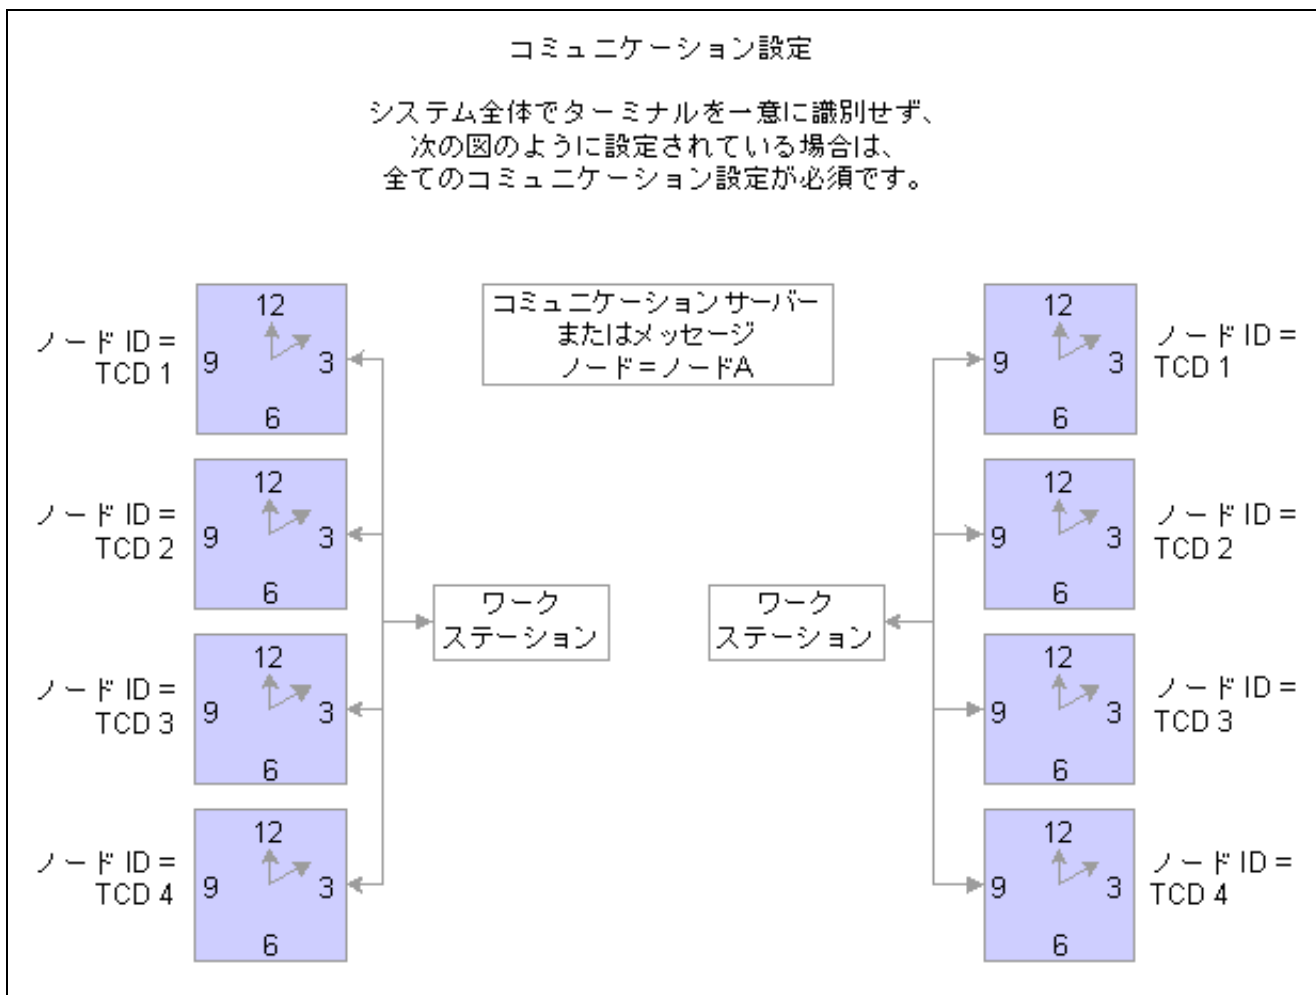 コミュニケーション設定
システム全体でターミナルを一意に識別せず、
次の図のように設定されている場合は、
全てのコミュニケーション設定が必須です。
コミュニケーションサーバー
またはメッセージ
ノード=ノードA
ノード ID =
TCD 1
12
9
3
6
ノード ID =
TCD 2
12
9
3
6
ノード ID =
TCD 3
12
9
3
6
ノード ID =
TCD 4
12
9
3
6
ワーク
ステーション
ワーク
ステーション
12
9
3
6
ノード ID =
TCD 1
12
9
3
6
ノード ID =
TCD 2
12
9
3
6
ノード ID =
TCD 3
12
9
3
6
ノード ID =
TCD 4